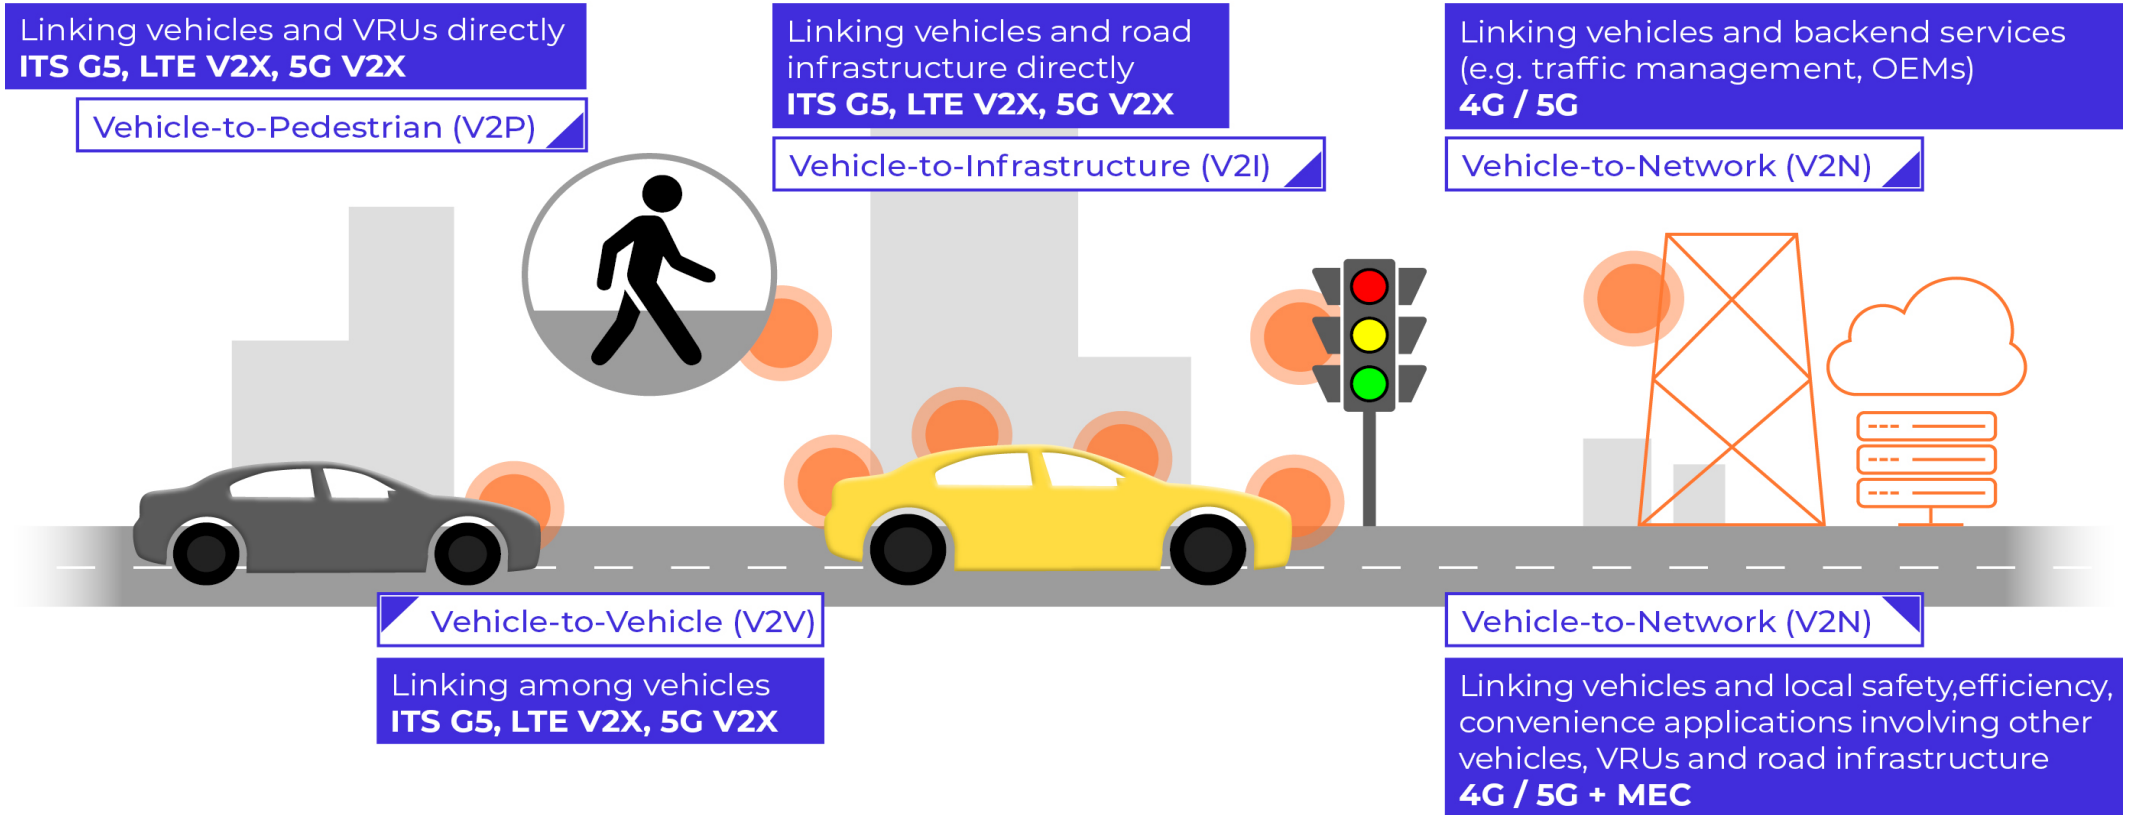 Linking vehicles and VRUs directly
ITS G5, LTE V2X, 5G V2X
Vehicle-to-Pedestrian (V2P)
Linking vehicles and road
infrastructure directly
ITS G5, LTE V2X, 5G V2X
Vehicle-to-Infrastructure (V2I)
Linking vehicles and backend services
(e.g. traffic management, OEMs)
4G / 5G
Vehicle-to-Network (V2N)
Vehicle-to-Vehicle (V2V)
Linking among vehicles
ITS G5, LTE V2X, 5G V2X
Vehicle-to-Network (V2N)
Linking vehicles and local safety,efficiency,
convenience applications involving other
vehicles, VRUs and road infrastructure
4G / 5G + MEC